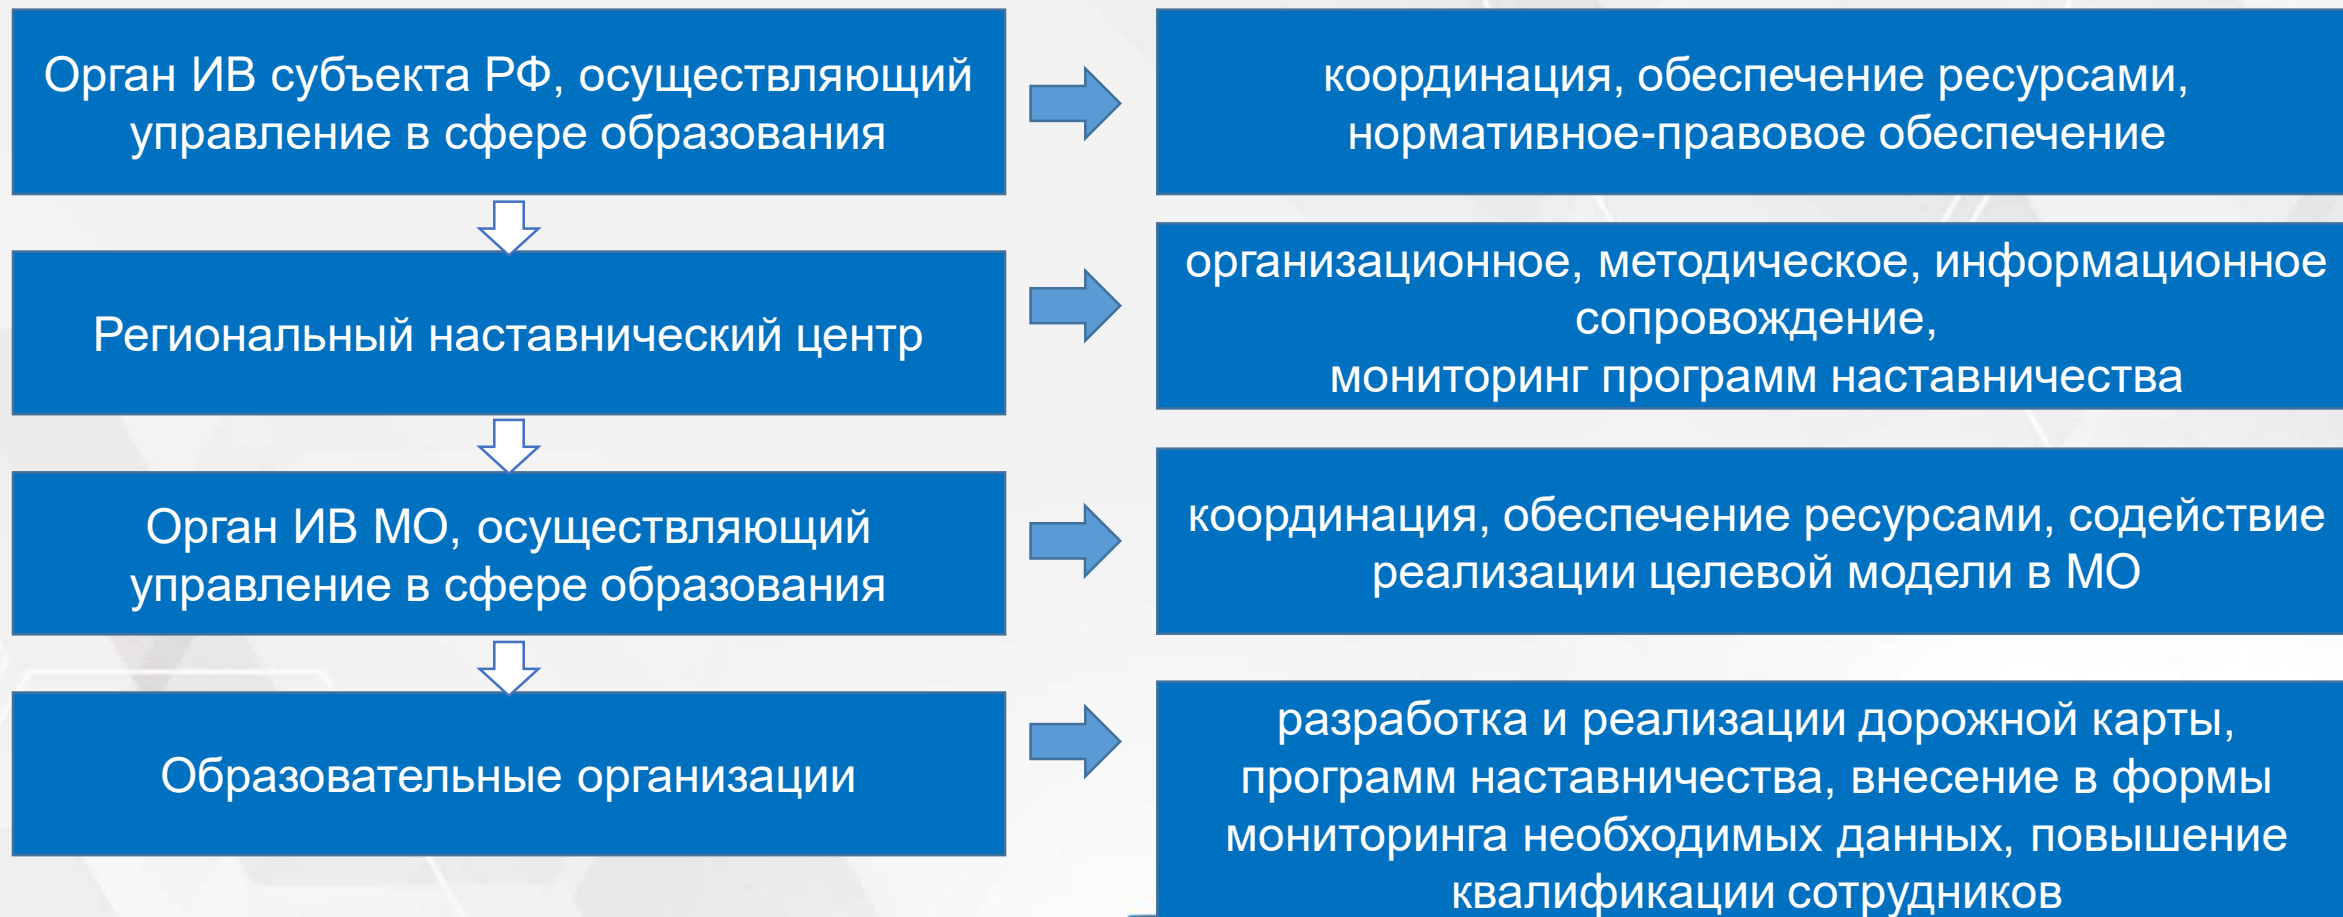 Орган ИВ субъекта РФ, осуществляющий
управление в сфере образования
координация, обеспечение ресурсами,
нормативное-правовое обеспечение
Региональный наставнический центр
организационное, методическое, информационное
сопровождение,
мониторинг программ наставничества
Орган ИВ МО, осуществляющий
управление в сфере образования
координация, обеспечение ресурсами, содействие
реализации целевой модели в МО
Образовательные организации
разработка и реализации дорожной карты,
программ наставничества, внесение в формы
мониторинга необходимых данных, повышение
квалификации сотрудников